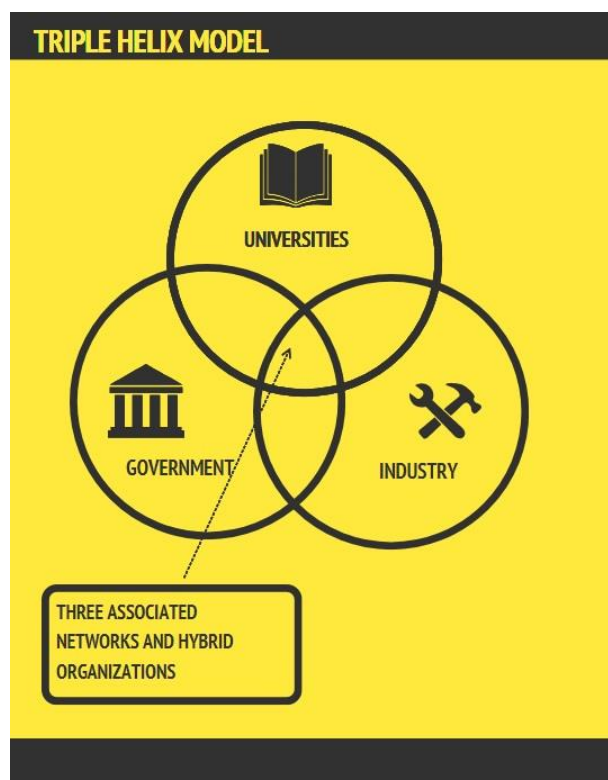 TRIPLE HELIX MODEL
UNIVERSITIES
GOVERNMENT
INDUSTRY
THREE ASSOCIATED
NETWORKS AND HYBRID
ORGANIZATIONS